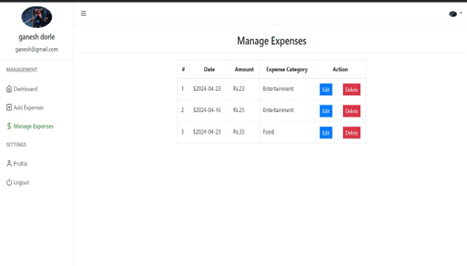 ganesh dorle
ganesh@gmail.com
MANAGEMENT
Dashboard
Add Expenses
Manage Expenses
SETTINGS
Profile
Logout
Manage Expenses
# Date Amount Expense Category Action
1 $2024-04-23 Rs.23 Entertainment Edit Delete
2 $2024-04-16 Rs.25 Entertainment Edit Delete
3 $2024-04-23 Rs.35 Food Edit Delete